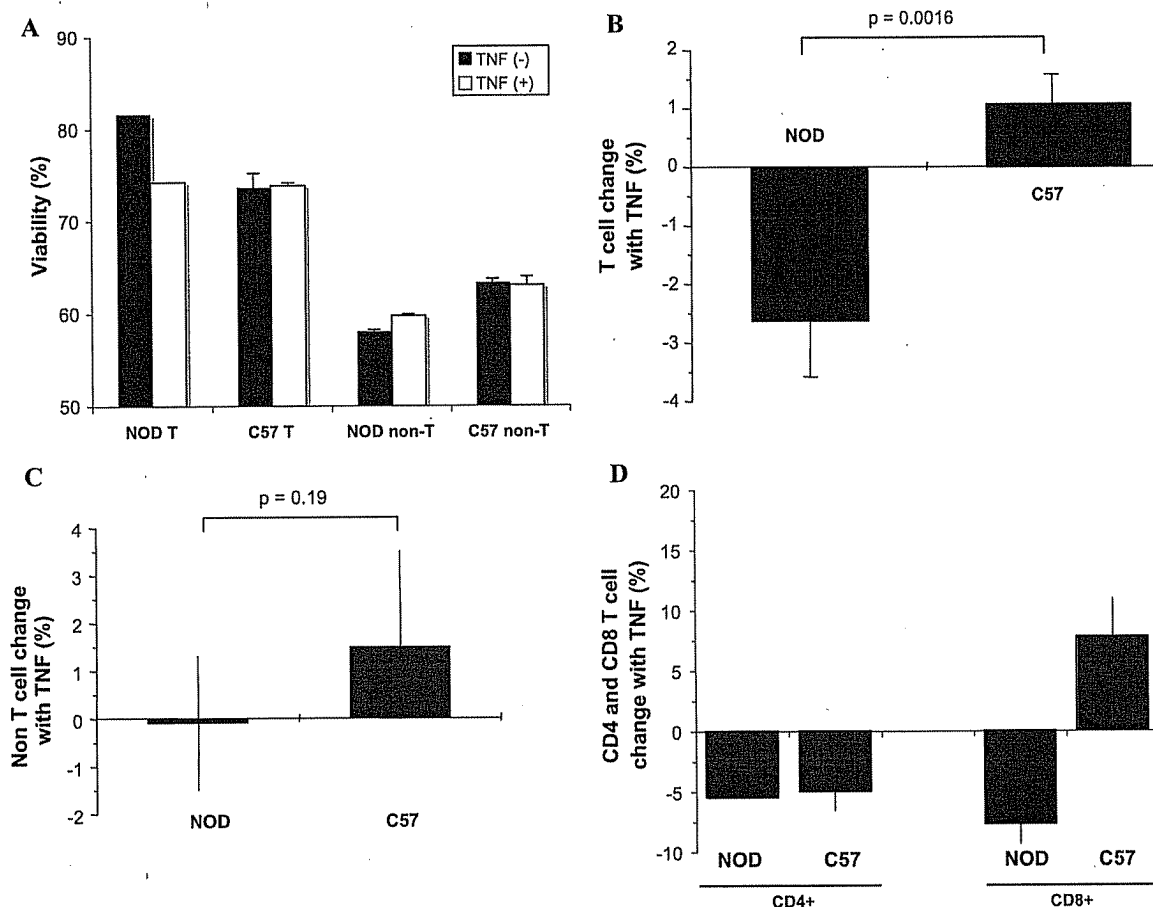 A
90
80
70
60
50
Viability (%)
TNF (-)
TNF (+)
NOD T
C57 T
NOD non-T
C57 non-T
B
p = 0.0016
2
1
0
-1
-2
-3
-4
T cell change
with TNF (%)
NOD
C57
C
p = 0.19
4
3
2
1
0
-1
-2
Non T cell change
with TNF (%)
NOD
C57
D
20
15
10
5
0
-5
-10
CD4 and CD8 T cell
change with TNF (%)
NOD
C57
NOD
C57
CD4+
CD8+